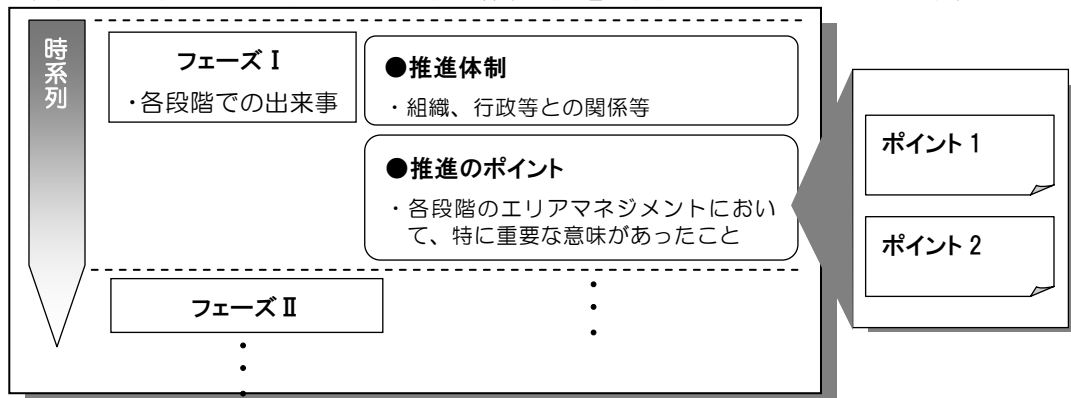 時系列
フェーズⅠ
・各段階での出来事
●推進体制
・組織、行政等との関係等
●推進のポイント
・各段階のエリアマネジメントにおい
て、特に重要な意味があったこと
フェーズⅡ
ポイント 1
ポイント 2